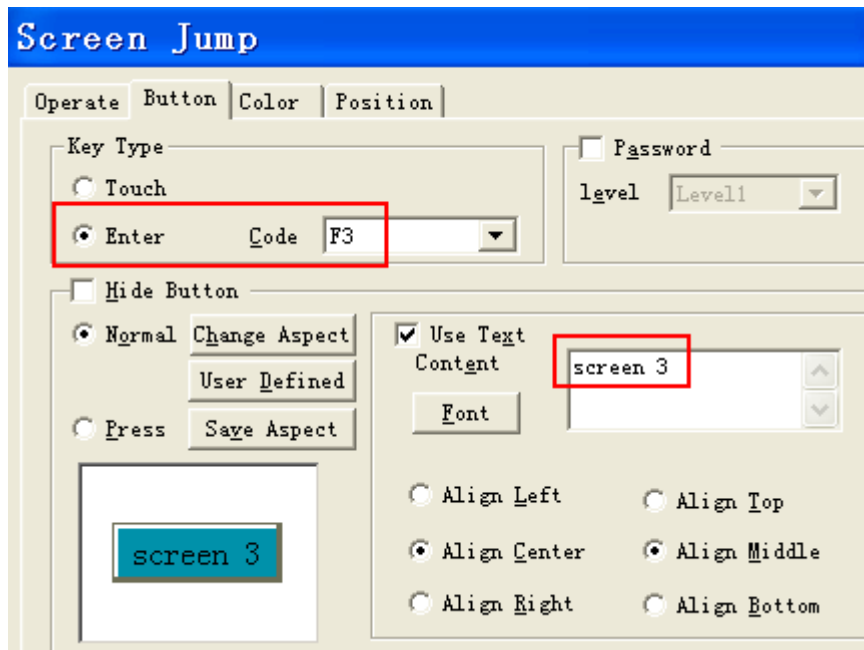 Screen Jump
Operate Button Color Position
Key Type
Touch
Enter Code F3
Password
level Level1
Hide Button
Normal Change Aspect
User Defined
Press Save Aspect
screen 3
Use Text
Content screen 3
Font
Align Left Align Top
Align Center Align Middle
Align Right Align Bottom